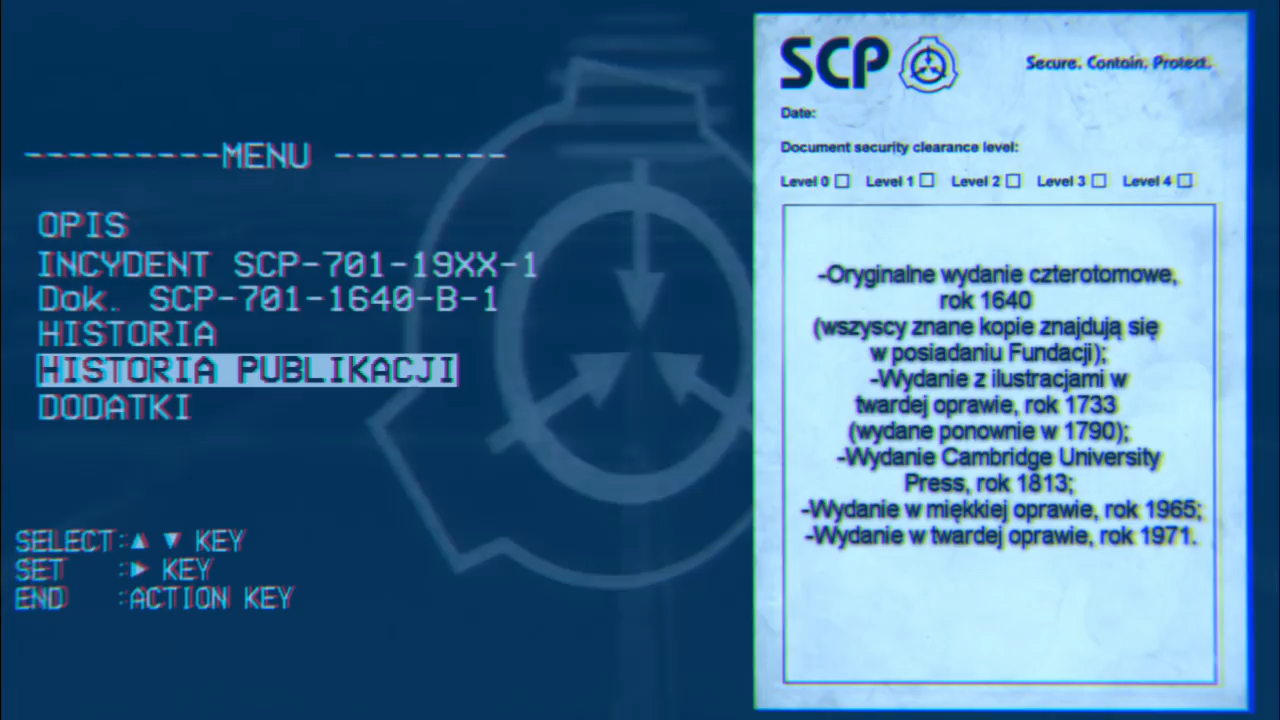 ---------MENU --------
OPIS
INCYDENT SCP-701-19XX-1
Dok. SCP-701-1640-B-1
HISTORIA
HISTORIA PUBLIKACJI
DODATKI
SELECT:▲ ▼ KEY
SET :► KEY
END :ACTION KEY
SCP
Secure. Contain. Protect.
Date:
Document security clearance level:
Level 0 □ Level 1 □ Level 2 □ Level 3 □ Level 4 □
-Oryginalne wydanie czterotomowe,
rok 1640
(wszyscy znane kopie znajdują się
w posiadaniu Fundacji);
-Wydanie z ilustracjami w
twardej oprawie, rok 1733
(wydane ponownie w 1790);
-Wydanie Cambridge University
Press, rok 1813;
-Wydanie w miękkiej oprawie, rok 1965;
-Wydanie w twardej oprawie, rok 1971.